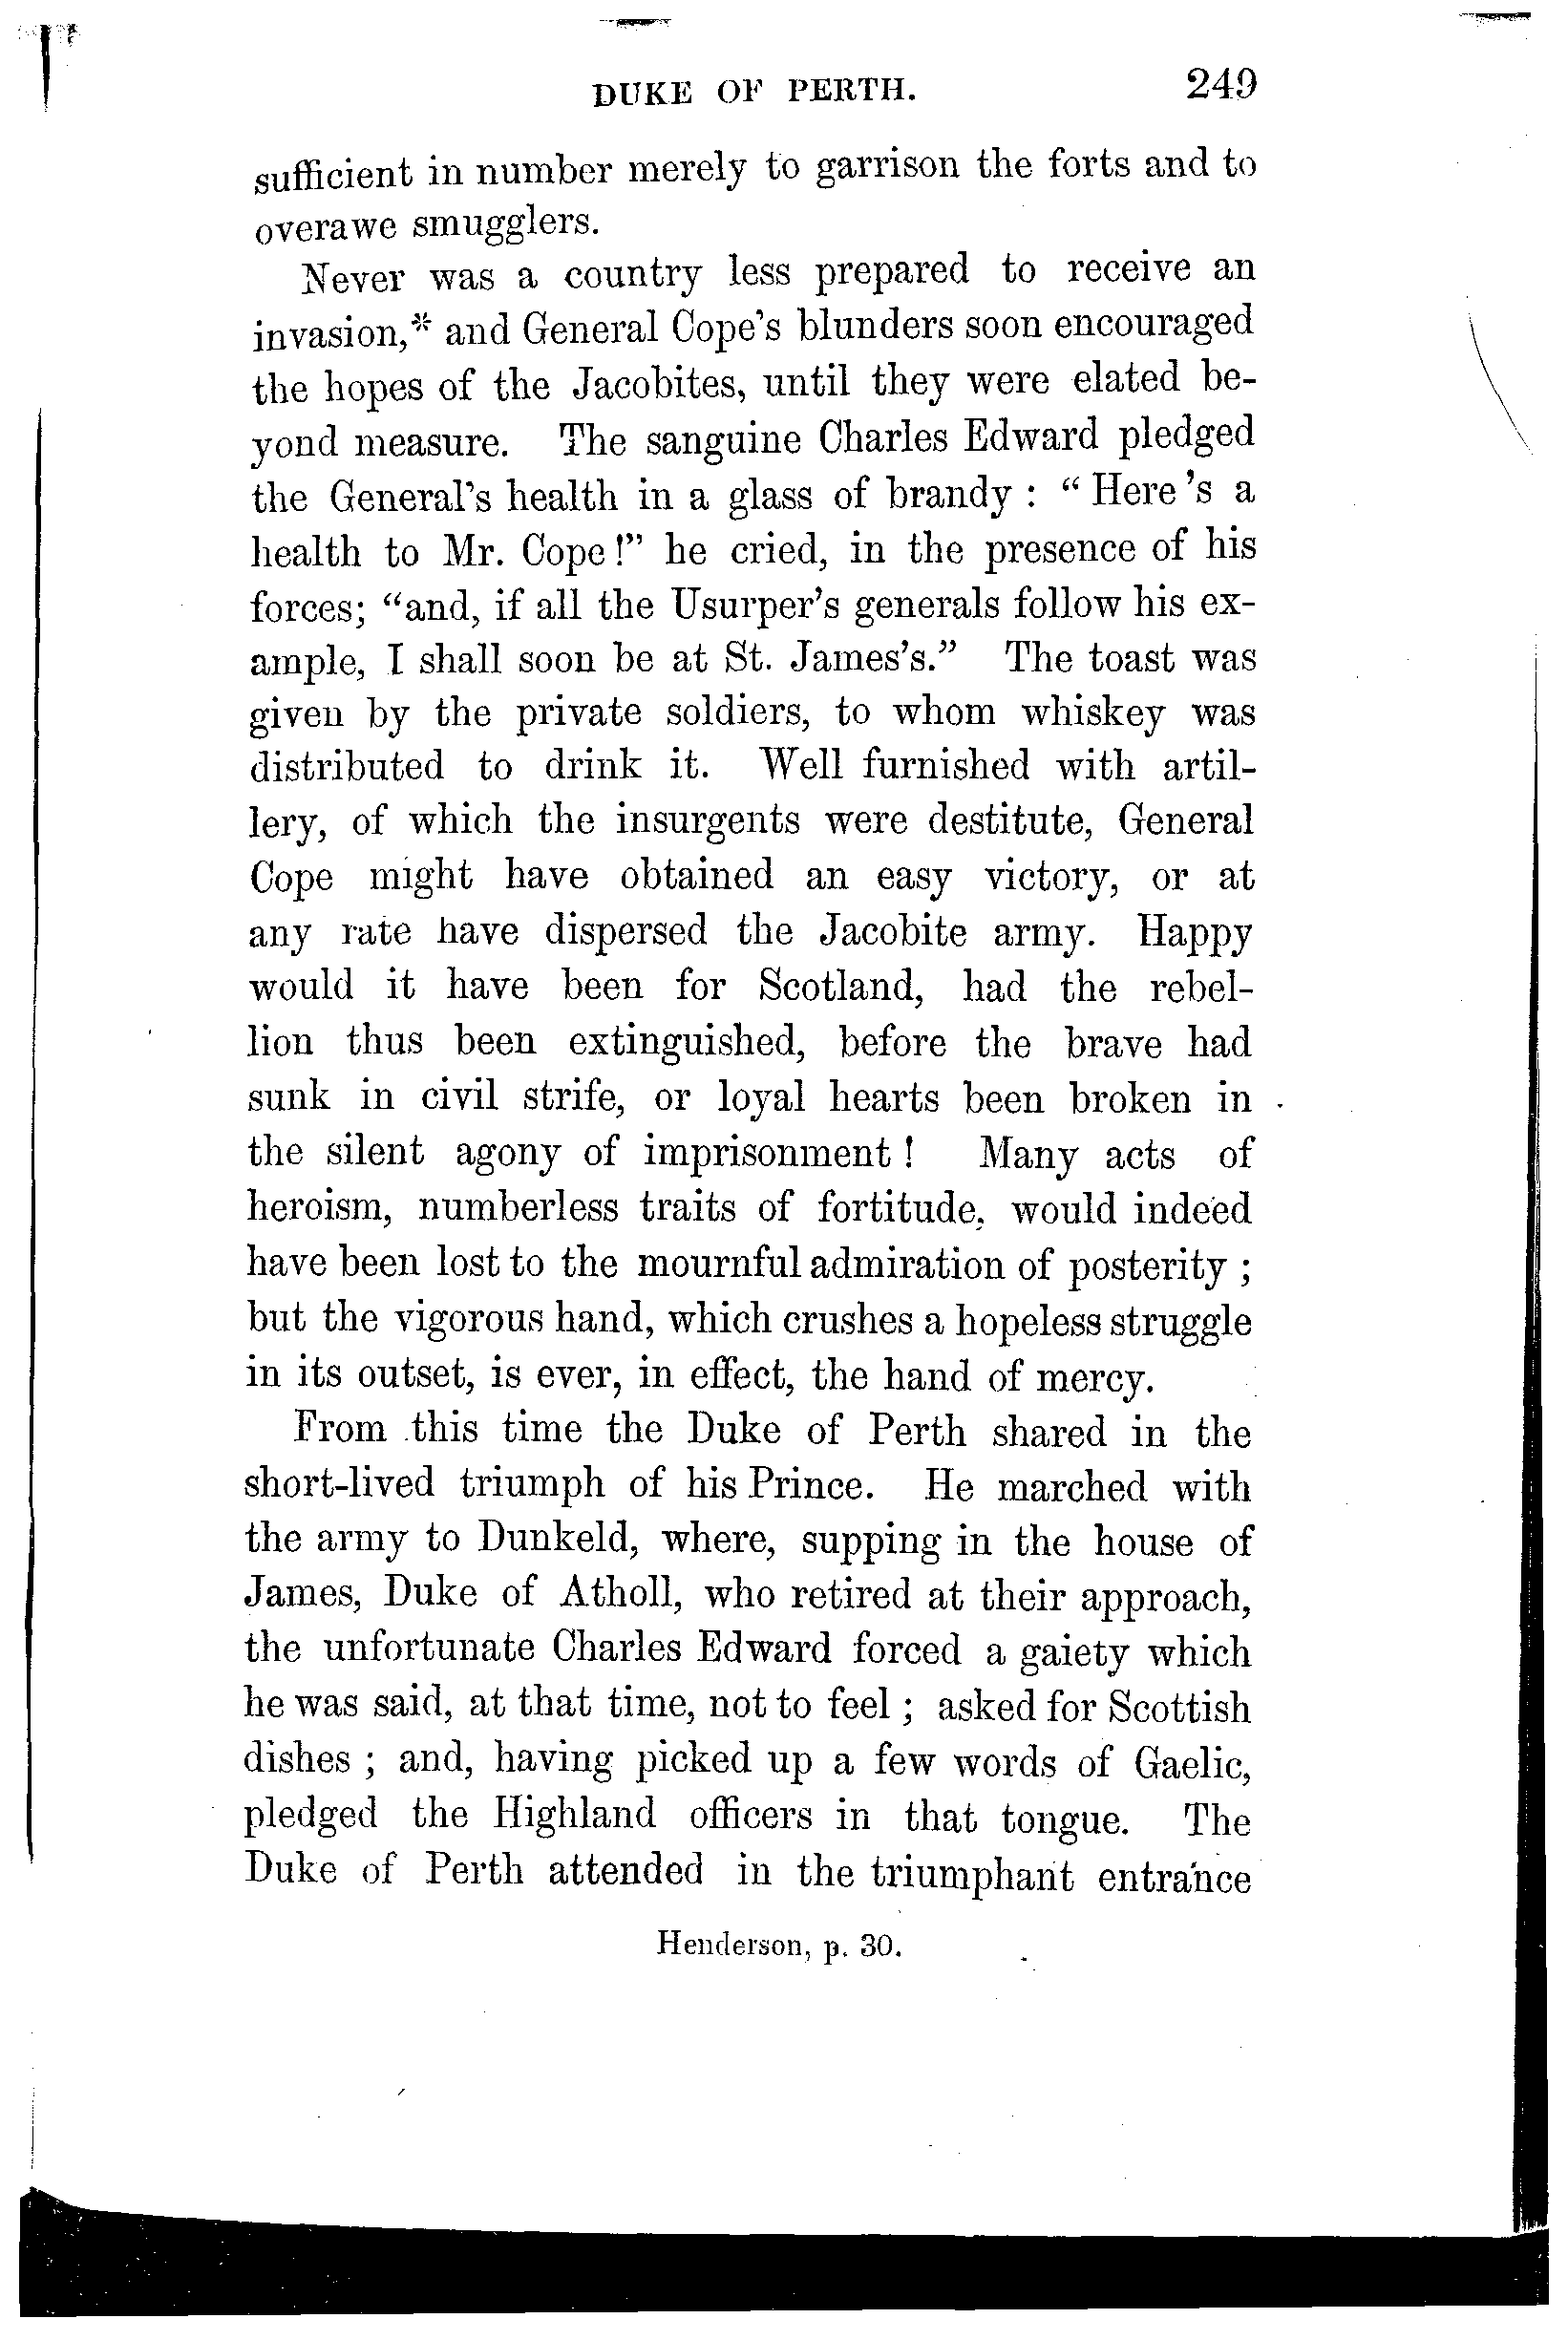 DUKE OF PERTH. 249
sufficient in number merely to garrison the forts and to
overawe smugglers.
Never was a country less prepared to receive an
invasion,* and General Cope's blunders soon encouraged
the hopes of the Jacobites, until they were elated be-
yond measure. The sanguine Charles Edward pledged
the General's health in a glass of brandy : " Here 's a
health to Mr. Cope !" he cried, in the presence of his
forces; "and, if all the Usurper's generals follow his ex-
ample, I shall soon be at St. James's." The toast was
given by the private soldiers, to whom whiskey was
distributed to drink it. Well furnished with artil-
lery, of which the insurgents were destitute, General
Cope might have obtained an easy victory, or at
any rate have dispersed the Jacobite army. Happy
would it have been for Scotland, had the rebel-
lion thus been extinguished, before the brave had
sunk in civil strife, or loyal hearts been broken in
the silent agony of imprisonment ! Many acts of
heroism, numberless traits of fortitude, would indeed
have been lost to the mournful admiration of posterity ;
but the vigorous hand, which crushes a hopeless struggle
in its outset, is ever, in effect, the hand of mercy.
From this time the Duke of Perth shared in the
short-lived triumph of his Prince. He marched with
the army to Dunkeld, where, supping in the house of
James, Duke of Atholl, who retired at their approach,
the unfortunate Charles Edward forced a gaiety which
he was said, at that time, not to feel ; asked for Scottish
dishes ; and, having picked up a few words of Gaelic,
pledged the Highland officers in that tongue. The
Duke of Perth attended in the triumphant entrance
Henderson, p. 30.